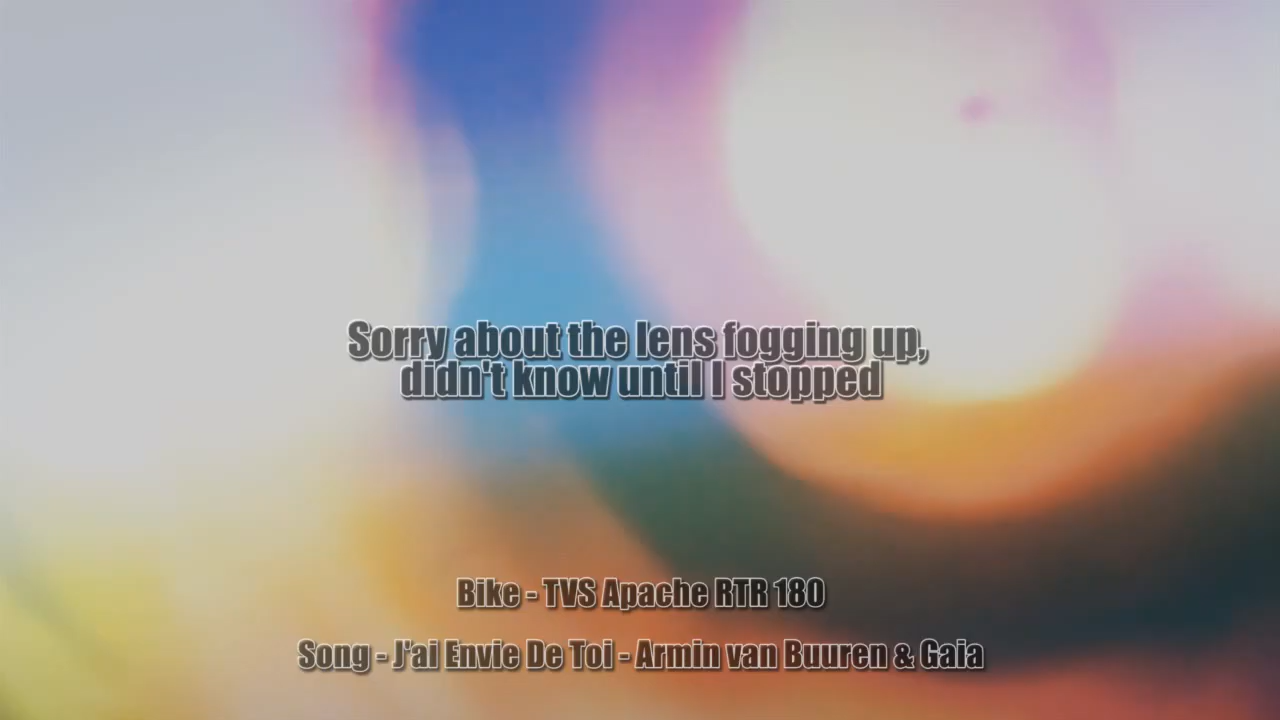 Sorry about the lens fogging up,
didn't know until I stopped
Bike - TVS Apache RTR 180
Song - J'ai Envie De Toi - Armin van Buuren & Gaia